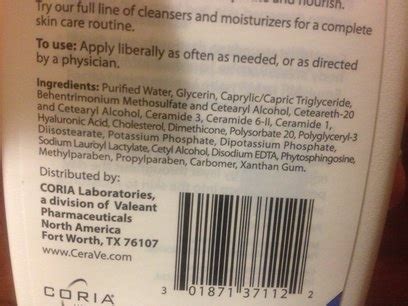 and nourish.
Try our full line of cleansers and moisturizers for a complete
skin care routine.
To use: Apply liberally as often as needed, or as directed
by a physician.
Ingredients: Purified Water, Glycerin, Caprylic/Capric Triglyceride,
Behentrimonium Methosulfate and Cetearyl Alcohol, Ceteareth-20
and Cetearyl Alcohol, Ceramide 3, Ceramide 6-II, Ceramide 1,
Hyaluronic Acid, Cholesterol, Dimethicone, Polysorbate 20, Polyglyceryl-3
Diisostearate, Potassium Phosphate, Dipotassium Phosphate,
Sodium Lauroyl Lactylate, Cetyl Alcohol, Disodium EDTA, Phytosphingosine,
Methylparaben, Propylparaben, Carbomer, Xanthan Gum.
Distributed by:
CORIA Laboratories,
a division of Valeant
Pharmaceuticals
North America
Fort Worth, TX 76107
www.CeraVe.com
CORIA
3 01871 37112 2